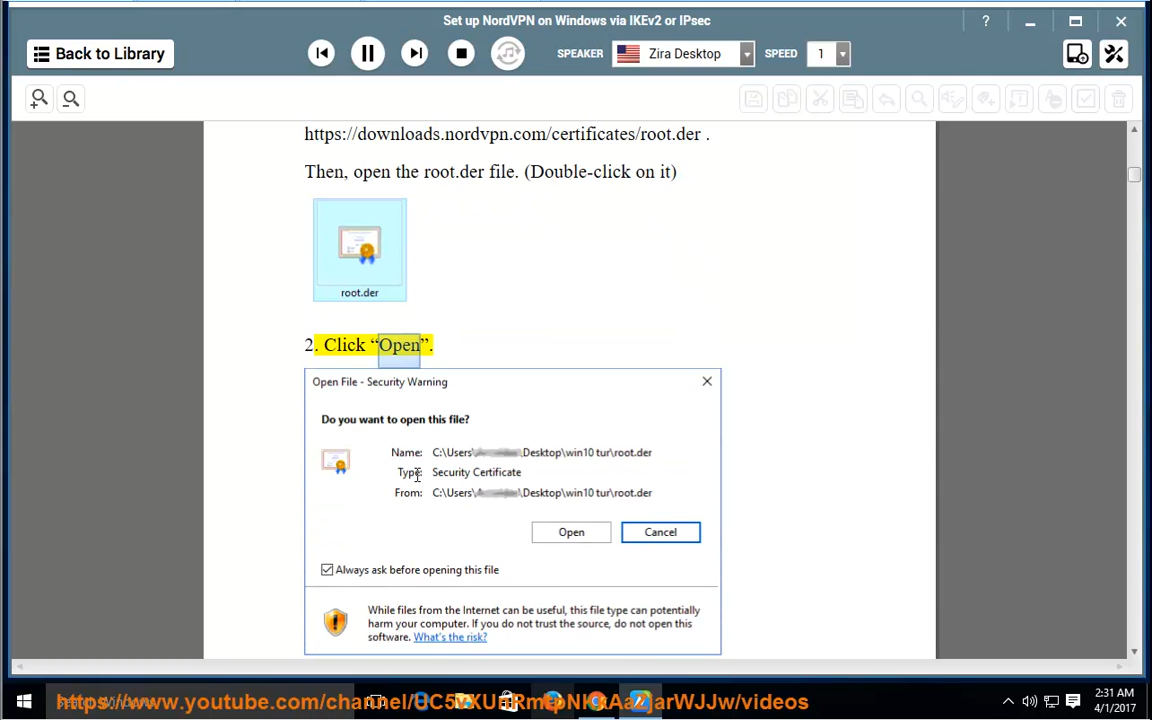 Set up NordVPN on Windows via IKEv2 or IPsec
?
Back to Library
SPEAKER
Zira Desktop
SPEED
1
https://downloads.nordvpn.com/certificates/root.der .
Then, open the root.der file. (Double-click on it)
root.der
2. Click “Open”.
Open File - Security Warning
Do you want to open this file?
Name: C:\Users\ \Desktop\win10 tur\root.der
Type: Security Certificate
From: C:\Users\ \Desktop\win10 tur\root.der
Open
Cancel
Always ask before opening this file
While files from the Internet can be useful, this file type can potentially
harm your computer. If you do not trust the source, do not open this
software. What's the risk?
2:31 AM
4/1/2017